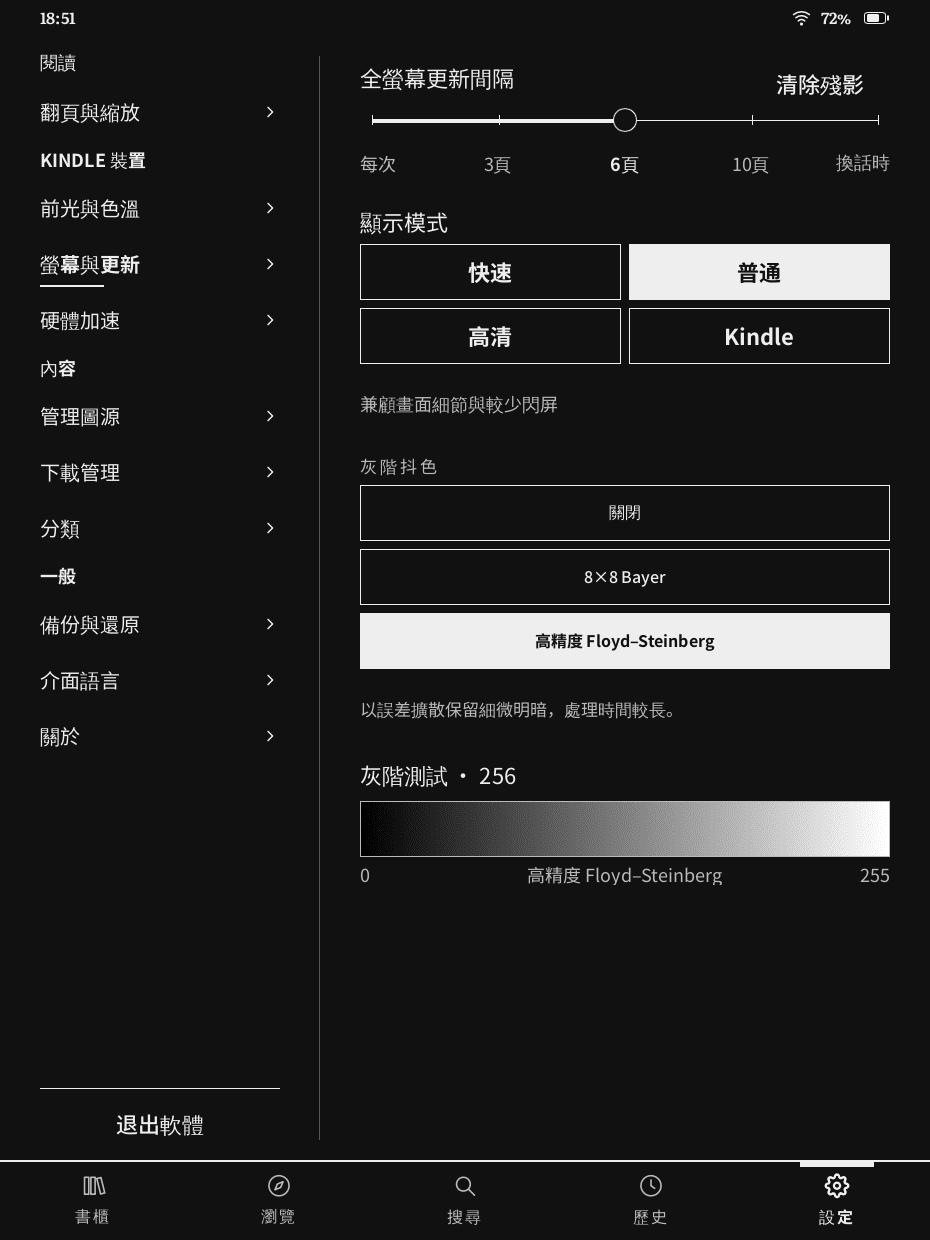 18:51
72%
閱讀
翻頁與縮放
KINDLE 裝置
前光與色溫
螢幕與更新
硬體加速
內容
管理圖源
下載管理
分類
一般
備份與還原
介面語言
關於
退出軟體
全螢幕更新間隔
清除殘影
每次 3頁 6頁 10頁 換話時
顯示模式
快速 普通
高清 Kindle
兼顧畫面細節與較少閃屏
灰階抖色
關閉
8×8 Bayer
高精度 Floyd–Steinberg
以誤差擴散保留細微明暗，處理時間較長。
灰階測試 · 256
0 高精度 Floyd–Steinberg 255
書櫃 瀏覽 搜尋 歷史 設定